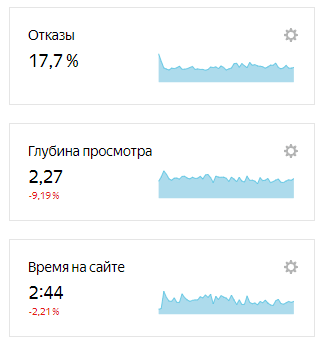 Отказы
17,7 %
Глубина просмотра
2,27
-9,19%
Время на сайте
2:44
-2,21%